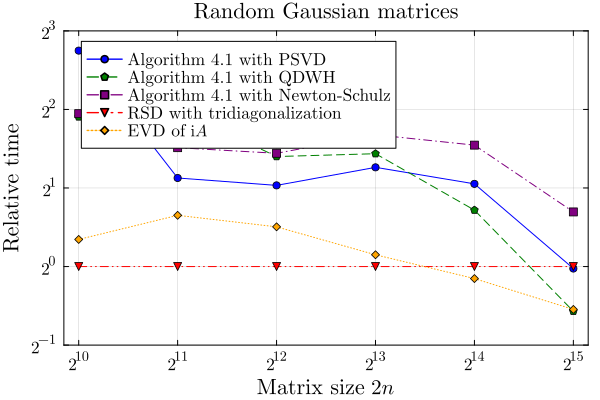 Random Gaussian matrices
2^3
2^2
2^1
2^0
2^−1
Relative time
Algorithm 4.1 with PSVD
Algorithm 4.1 with QDWH
Algorithm 4.1 with Newton-Schulz
RSD with tridiagonalization
EVD of iA
2^10 2^11 2^12 2^13 2^14 2^15
Matrix size 2n